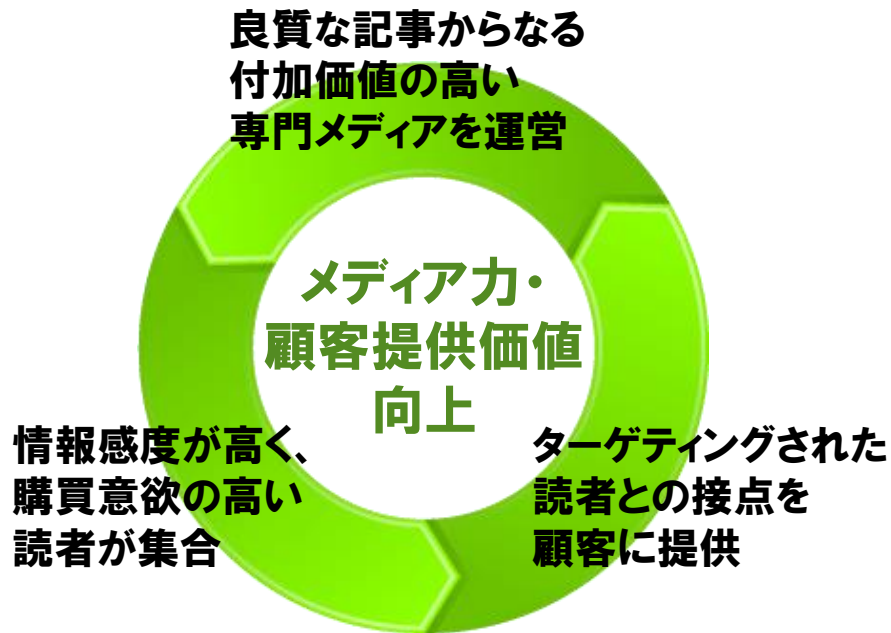 良質な記事からなる
付加価値の高い
専門メディアを運営
メディア力・
顧客提供価値
向上
情報感度が高く、
購買意欲の高い
読者が集合
ターゲティングされた
読者との接点を
顧客に提供